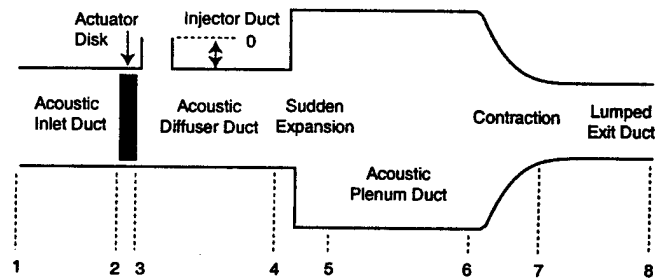 Actuator
Disk
Injector Duct
0
Acoustic
Inlet Duct
Acoustic
Diffuser Duct
Sudden
Expansion
Contraction
Lumped
Exit Duct
Acoustic
Plenum Duct
1 2 3 4 5 6 7 8